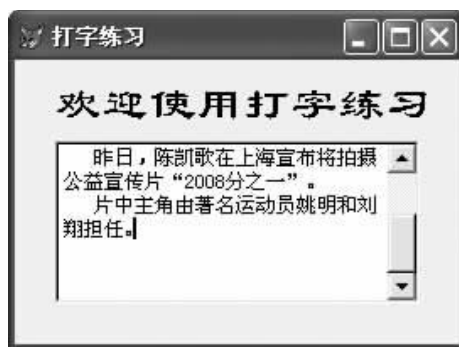 打字练习
欢迎使用打字练习
昨日，陈凯歌在上海宣布将拍摄
公益宣传片“2008分之一”。
片中主角由著名运动员姚明和刘
翔担任。